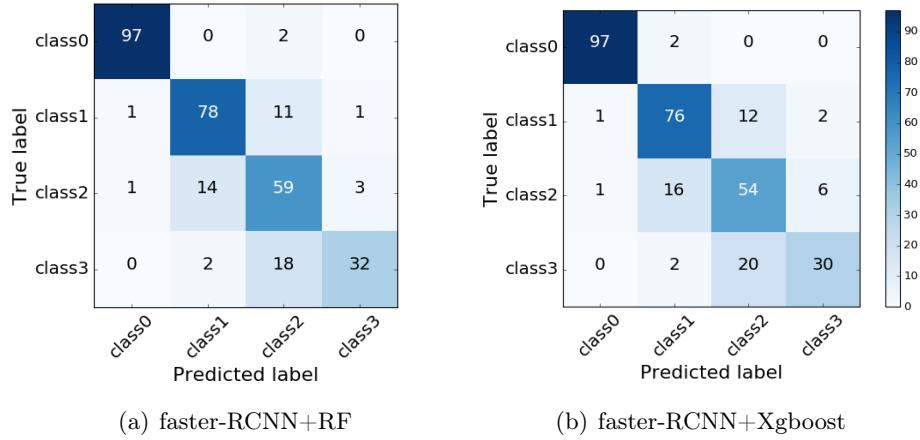 class0 97 0 2 0
class1 1 78 11 1
class2 1 14 59 3
class3 0 2 18 32
True label
class0 class1 class2 class3
Predicted label
(a) faster-RCNN+RF
class0 97 2 0 0
class1 1 76 12 2
class2 1 16 54 6
class3 0 2 20 30
True label
class0 class1 class2 class3
Predicted label
90
80
70
60
50
40
30
20
10
0
(b) faster-RCNN+Xgboost